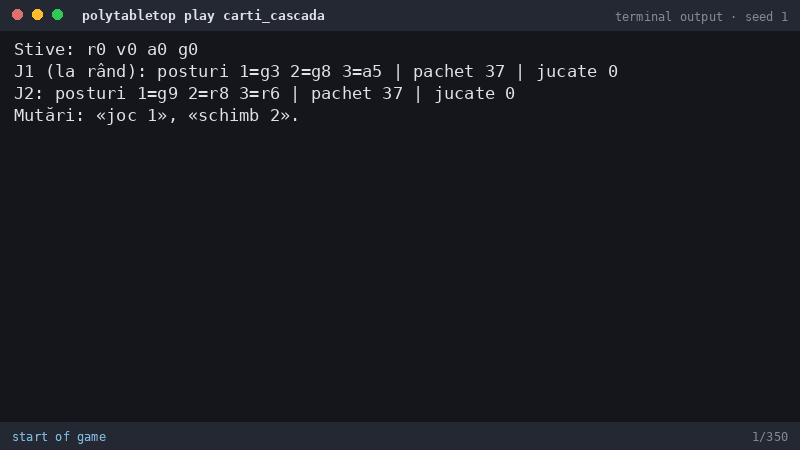 polytabletop play carti_cascada
terminal output · seed 1
Stive: r0 v0 a0 g0
J1 (la rând): posturi 1=g3 2=g8 3=a5 | pachet 37 | jucate 0
J2: posturi 1=g9 2=r8 3=r6 | pachet 37 | jucate 0
Mutări: «joc 1», «schimb 2».
start of game
1/350